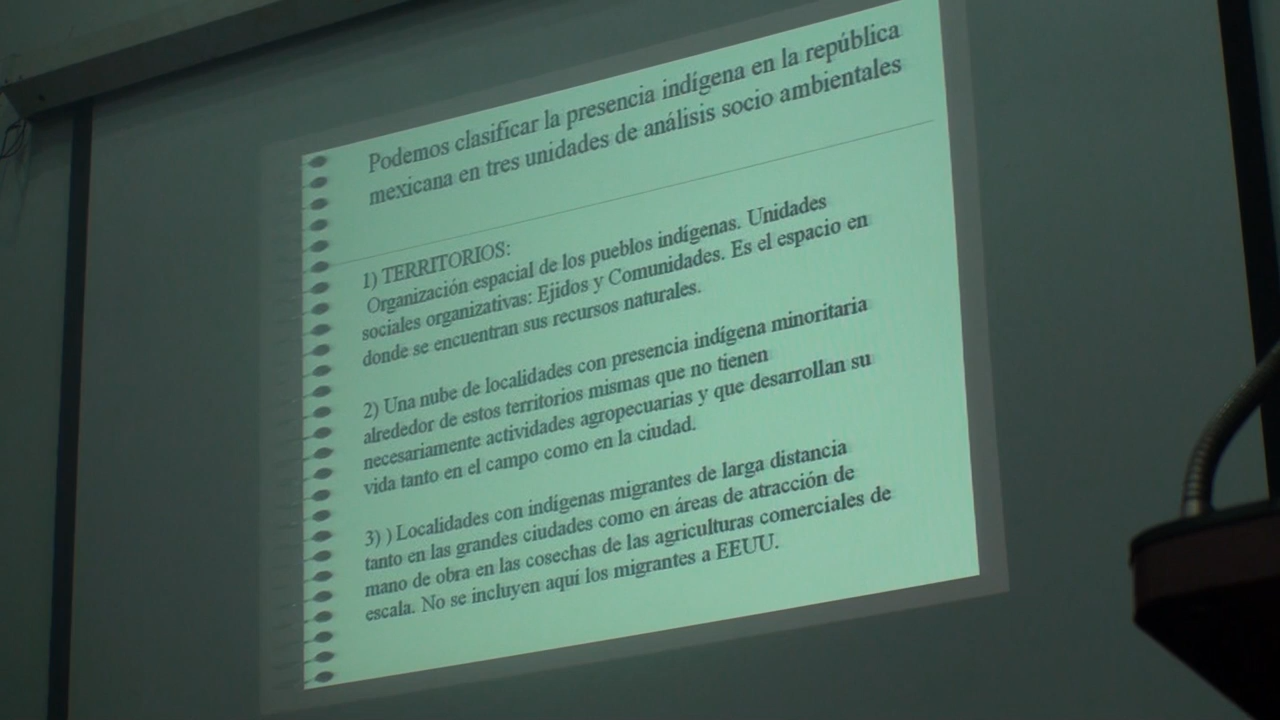 Podemos clasificar la presencia indígena en la república
mexicana en tres unidades de análisis socio ambientales
1) TERRITORIOS:
Organización espacial de los pueblos indígenas. Unidades
sociales organizativas: Ejidos y Comunidades. Es el espacio en
donde se encuentran sus recursos naturales.
2) Una nube de localidades con presencia indígena minoritaria
alrededor de estos territorios mismas que no tienen
necesariamente actividades agropecuarias y que desarrollan su
vida tanto en el campo como en la ciudad.
3) ) Localidades con indígenas migrantes de larga distancia
tanto en las grandes ciudades como en áreas de atracción de
mano de obra en las cosechas de las agriculturas comerciales de
escala. No se incluyen aquí los migrantes a EEUU.